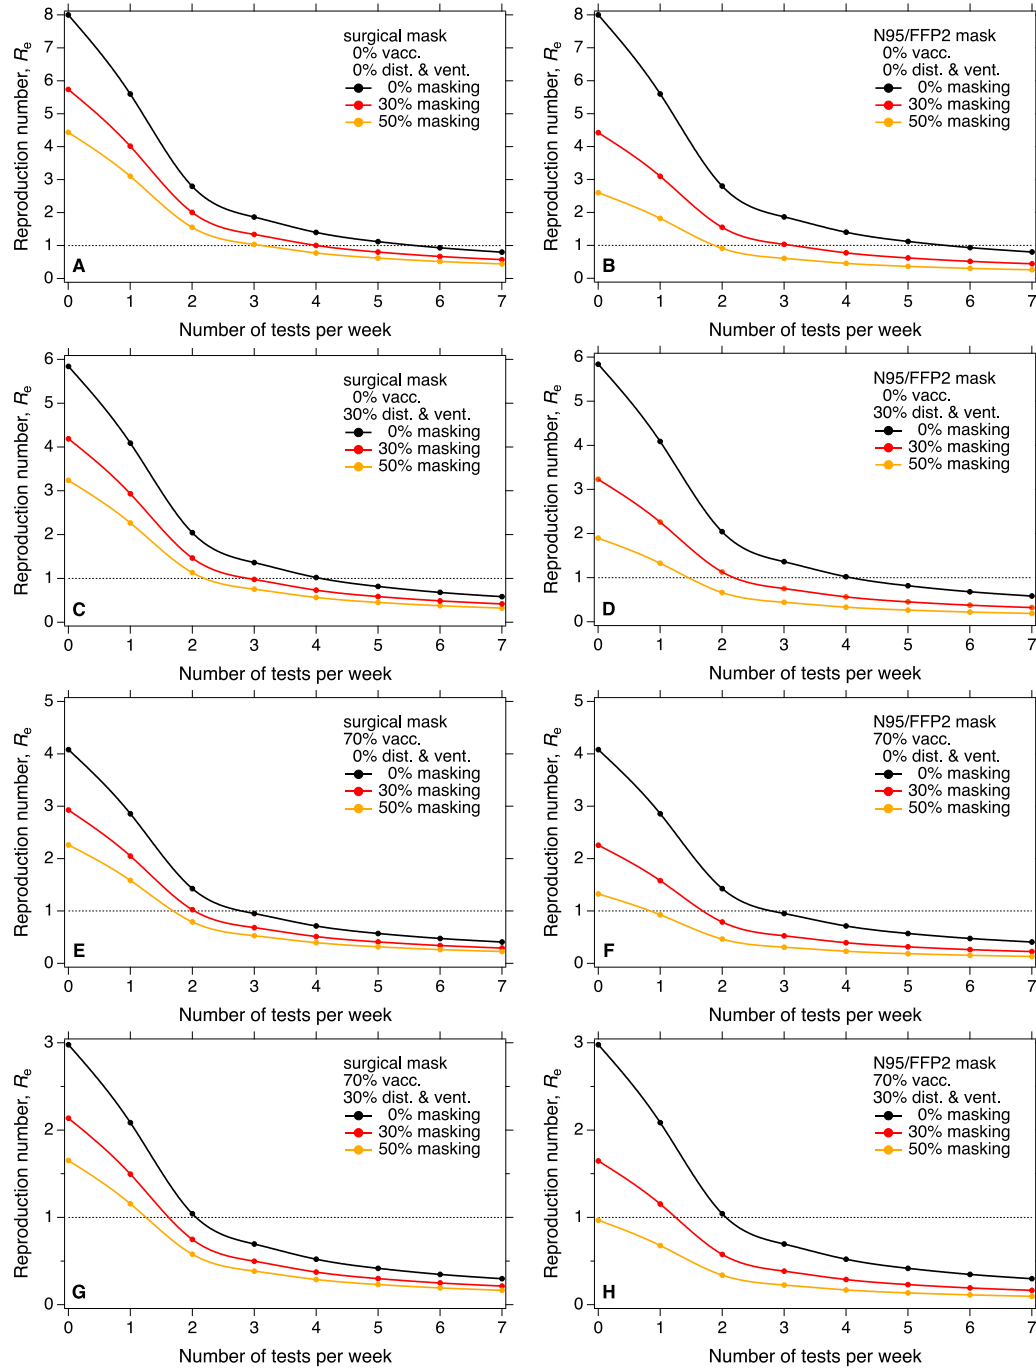 8
7
6
5
4
3
2
1
0
Reproduction number, Re
surgical mask
0% vacc.
0% dist. & vent.
0% masking
30% masking
50% masking
A
0 1 2 3 4 5 6 7
Number of tests per week
8
7
6
5
4
3
2
1
0
Reproduction number, Re
N95/FFP2 mask
0% vacc.
0% dist. & vent.
0% masking
30% masking
50% masking
B
0 1 2 3 4 5 6 7
Number of tests per week
6
5
4
3
2
1
0
Reproduction number, Re
surgical mask
0% vacc.
30% dist. & vent.
0% masking
30% masking
50% masking
C
0 1 2 3 4 5 6 7
Number of tests per week
6
5
4
3
2
1
0
Reproduction number, Re
N95/FFP2 mask
0% vacc.
30% dist. & vent.
0% masking
30% masking
50% masking
D
0 1 2 3 4 5 6 7
Number of tests per week
5
4
3
2
1
0
Reproduction number, Re
surgical mask
70% vacc.
0% dist. & vent.
0% masking
30% masking
50% masking
E
0 1 2 3 4 5 6 7
Number of tests per week
5
4
3
2
1
0
Reproduction number, Re
N95/FFP2 mask
70% vacc.
0% dist. & vent.
0% masking
30% masking
50% masking
F
0 1 2 3 4 5 6 7
Number of tests per week
3
2
1
0
Reproduction number, Re
surgical mask
70% vacc.
30% dist. & vent.
0% masking
30% masking
50% masking
G
0 1 2 3 4 5 6 7
Number of tests per week
3
2
1
0
Reproduction number, Re
N95/FFP2 mask
70% vacc.
30% dist. & vent.
0% masking
30% masking
50% masking
H
0 1 2 3 4 5 6 7
Number of tests per week